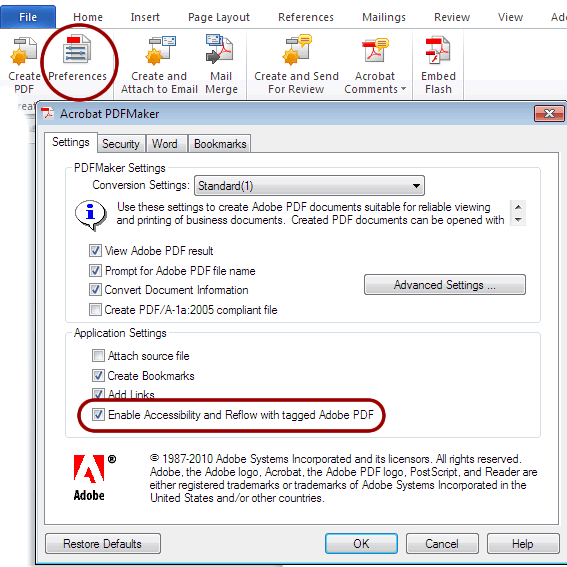 File Home Insert Page Layout References Mailings Review View
Create PDF
Preferences
Create and Attach to Email
Mail Merge
Create and Send For Review
Acrobat Comments
Embed Flash
Acrobat PDFMaker
Settings Security Word Bookmarks
PDFMaker Settings
Conversion Settings: Standard(1)
Use these settings to create Adobe PDF documents suitable for reliable viewing
and printing of business documents. Created PDF documents can be opened with
View Adobe PDF result
Prompt for Adobe PDF file name
Convert Document Information
Advanced Settings ...
Create PDF/A-1a:2005 compliant file
Application Settings
Attach source file
Create Bookmarks
Add Links
Enable Accessibility and Reflow with tagged Adobe PDF
® 
Adobe
© 1987-2010 Adobe Systems Incorporated and its licensors. All rights reserved.
Adobe, the Adobe logo, Acrobat, the Adobe PDF logo, PostScript, and Reader are
either registered trademarks or trademarks of Adobe Systems Incorporated in the
United States and/or other countries.
Restore Defaults OK Cancel Help